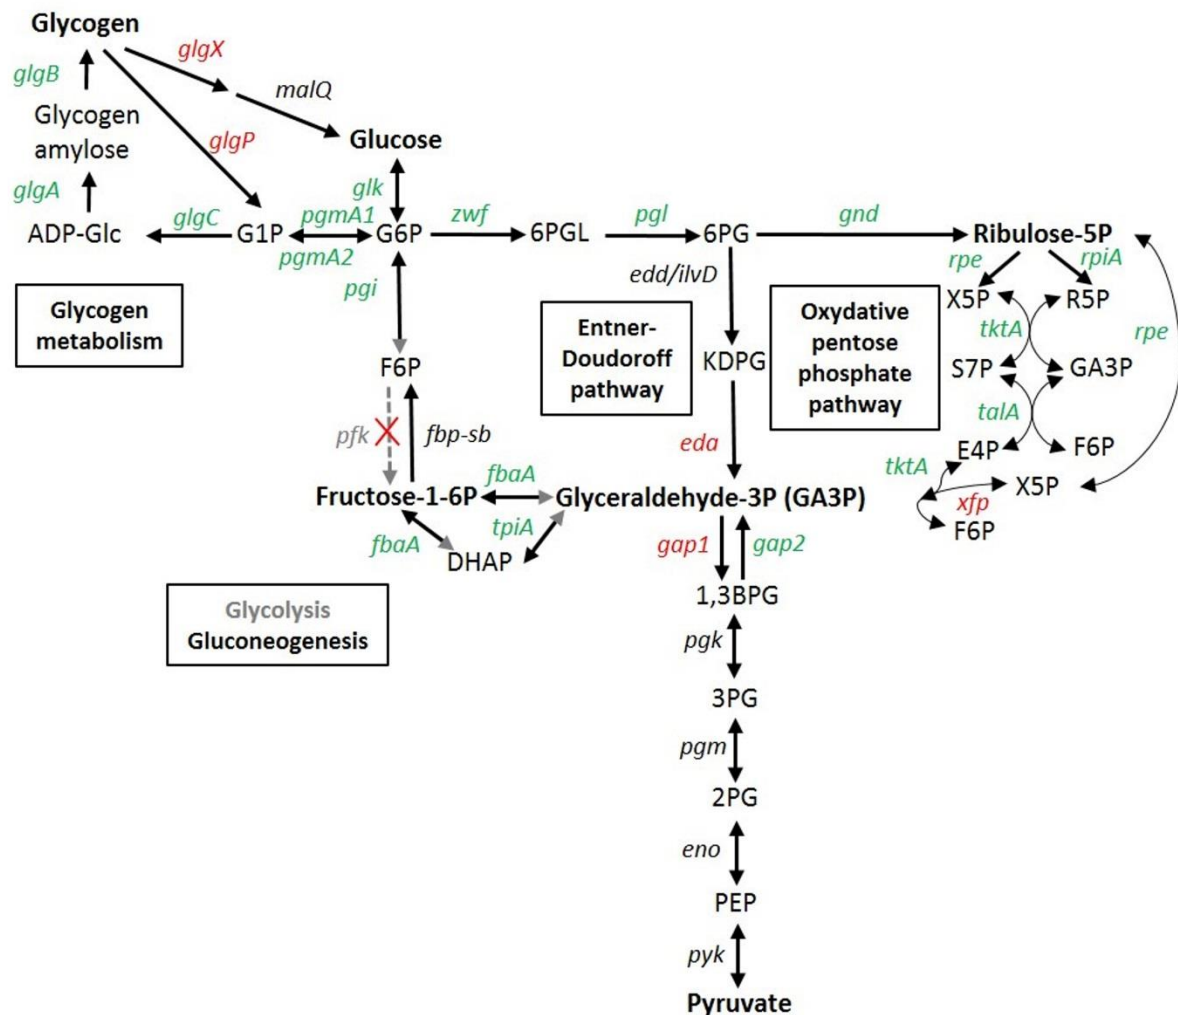 Glycogen
glgX
glgB
malQ
Glycogen
amylose
glgP
Glucose
glgA
glk
ADP-Glc
glgC
G1P
pgmA1
pgmA2
G6P
zwf
6PGL
pgl
6PG
gnd
Ribulose-5P
rpe
rpiA
edd/ilvD
pgi
X5P
R5P
Glycogen
metabolism
Entner-
Doudoroff
pathway
Oxydative
pentose
phosphate
pathway
tktA
rpe
F6P
KDPG
S7P
GA3P
talA
pfk
fbp-sb
eda
E4P
F6P
tktA
fbaA
X5P
xfp
F6P
Fructose-1-6P
Glyceraldehyde-3P (GA3P)
tpiA
fbaA
DHAP
gap1
gap2
1,3BPG
Glycolysis
Gluconeogenesis
pgk
3PG
pgm
2PG
eno
PEP
pyk
Pyruvate